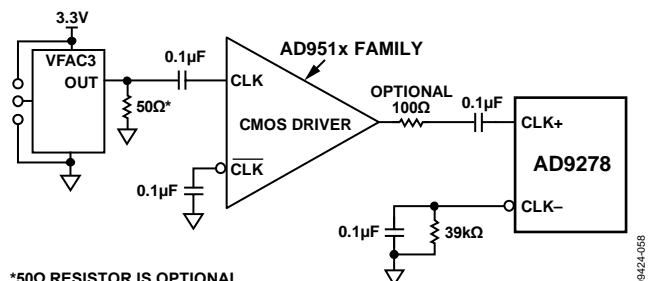 3.3V
VFAC3
OUT
50Ω*
0.1µF
CLK
AD951x FAMILY
CMOS DRIVER
CLK
0.1µF
OPTIONAL
100Ω
0.1µF
CLK+
AD9278
CLK–
0.1µF
39kΩ
*50Ω RESISTOR IS OPTIONAL
09424-058